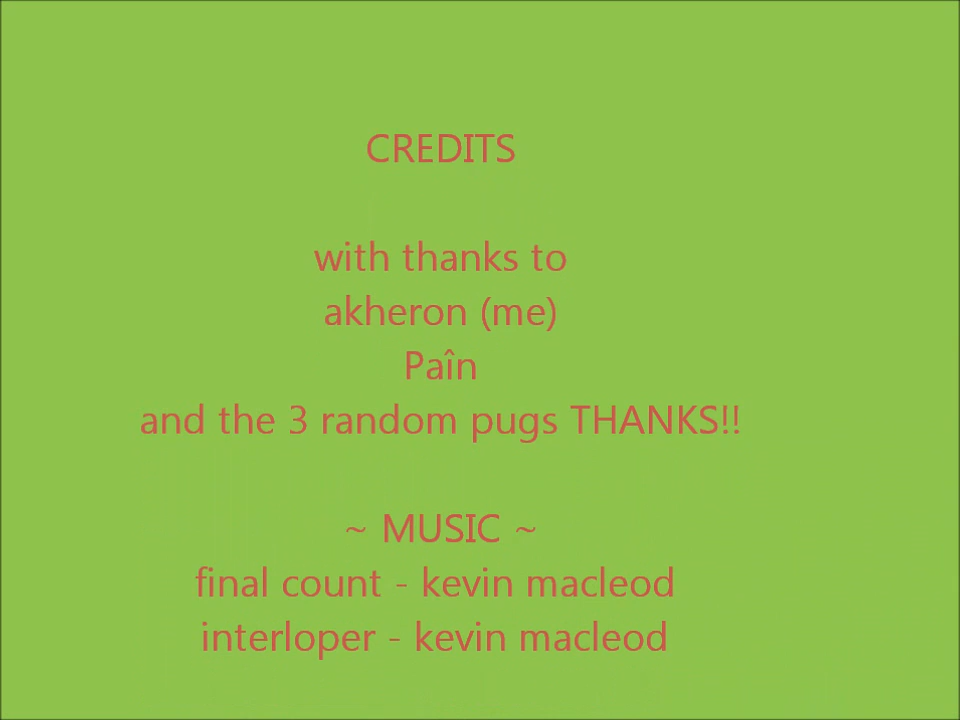 CREDITS
with thanks to
akheron (me)
Paîn
and the 3 random pugs THANKS!!
~ MUSIC ~
final count - kevin macleod
interloper - kevin macleod